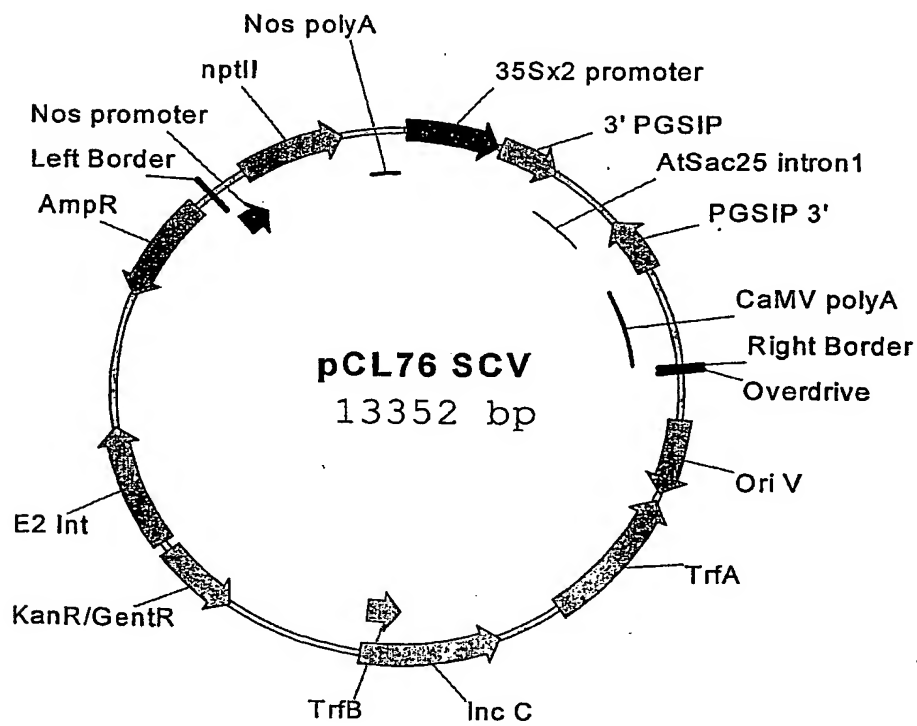 Nos polyA
nptII
35Sx2 promoter
Nos promoter
3' PGSIP
Left Border
AtSac25 intron1
AmpR
PGSIP 3'
CaMV polyA
pCL76 SCV
Right Border
13352 bp
Overdrive
Ori V
E2 Int
TrfA
KanR/GentR
TrfB
Inc C